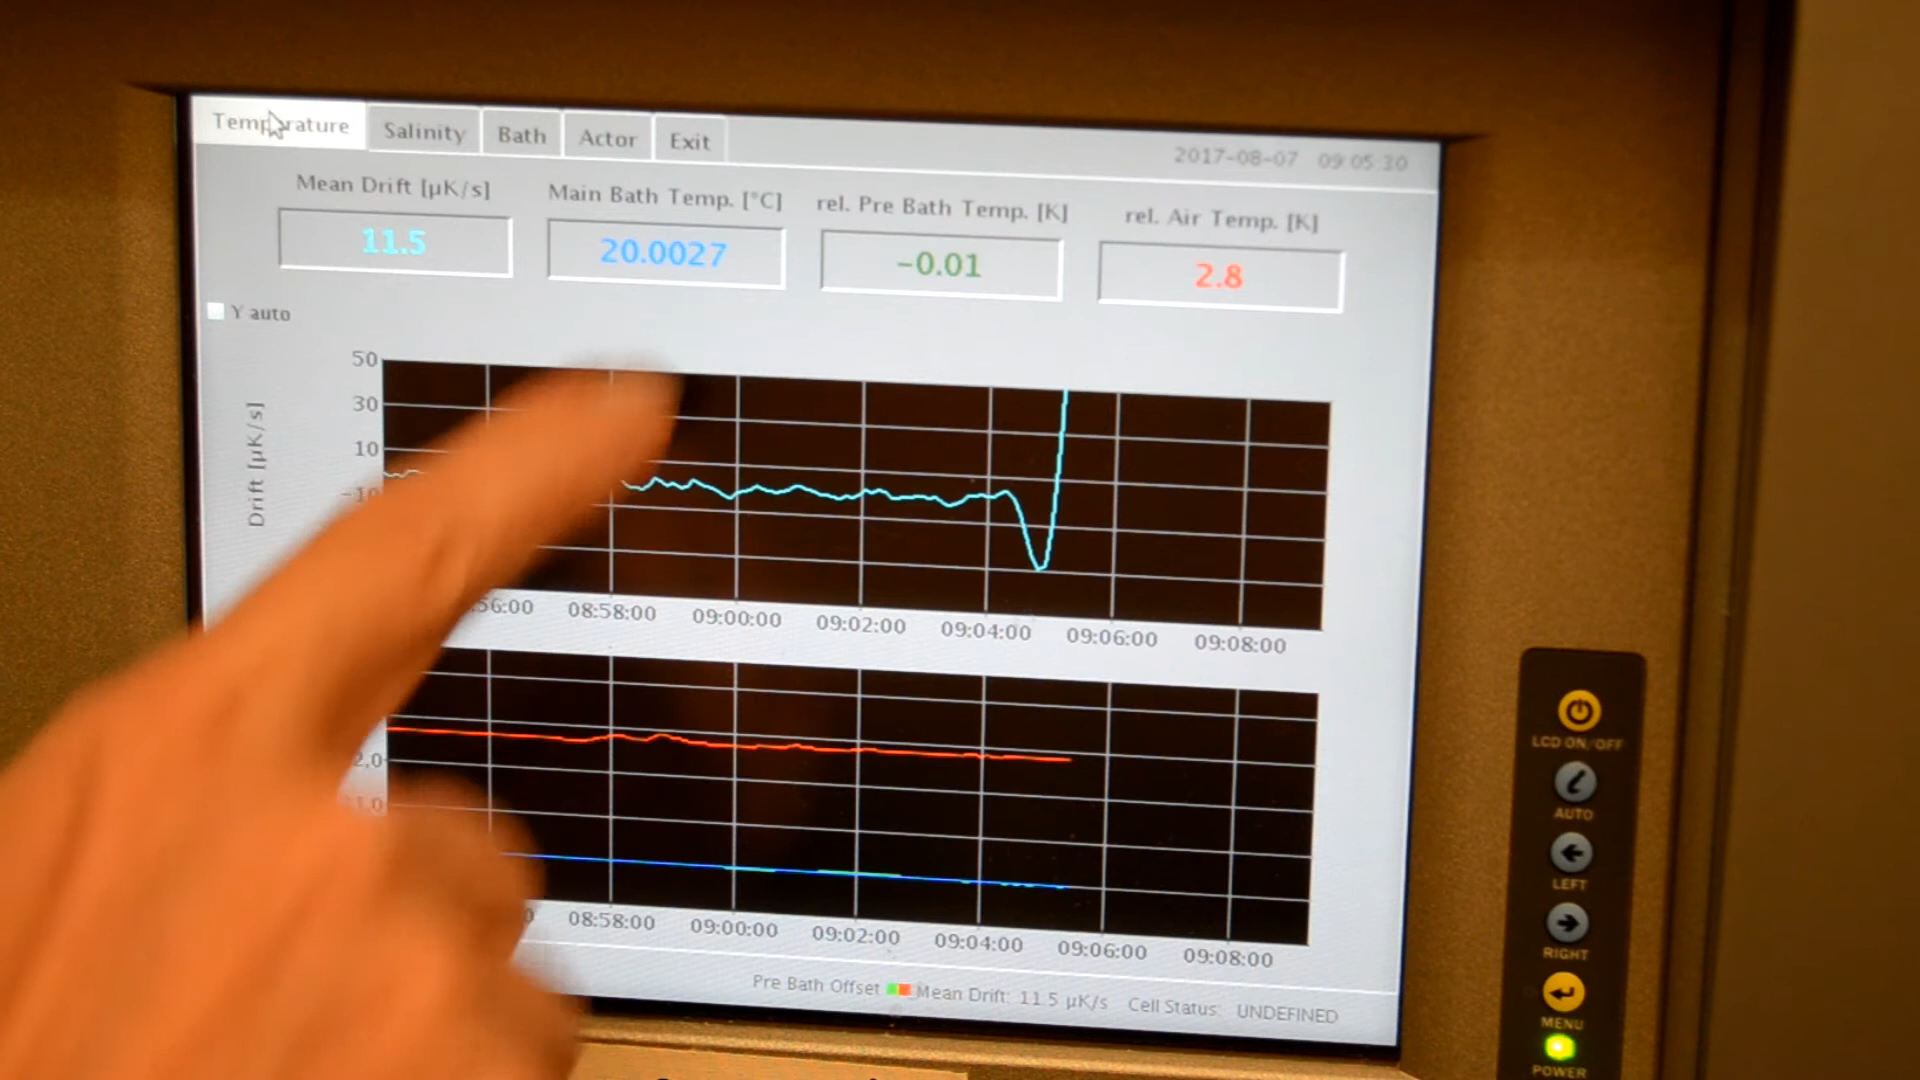 Temperature Salinity Bath Actor Exit
2017-08-07 09:05:30
Mean Drift [µK/s] Main Bath Temp. [°C] rel. Pre Bath Temp. [K] rel. Air Temp. [K]
11.5 20.0027 -0.01 2.8
Y auto
50
30
10
-10
Drift [µK/s]
56:00 08:58:00 09:00:00 09:02:00 09:04:00 09:06:00 09:08:00
2,0
1,0
08:58:00 09:00:00 09:02:00 09:04:00 09:06:00 09:08:00
Pre Bath Offset Mean Drift: 11.5 µK/s Cell Status: UNDEFINED
LCD ON/OFF
AUTO
LEFT
RIGHT
MENU
POWER